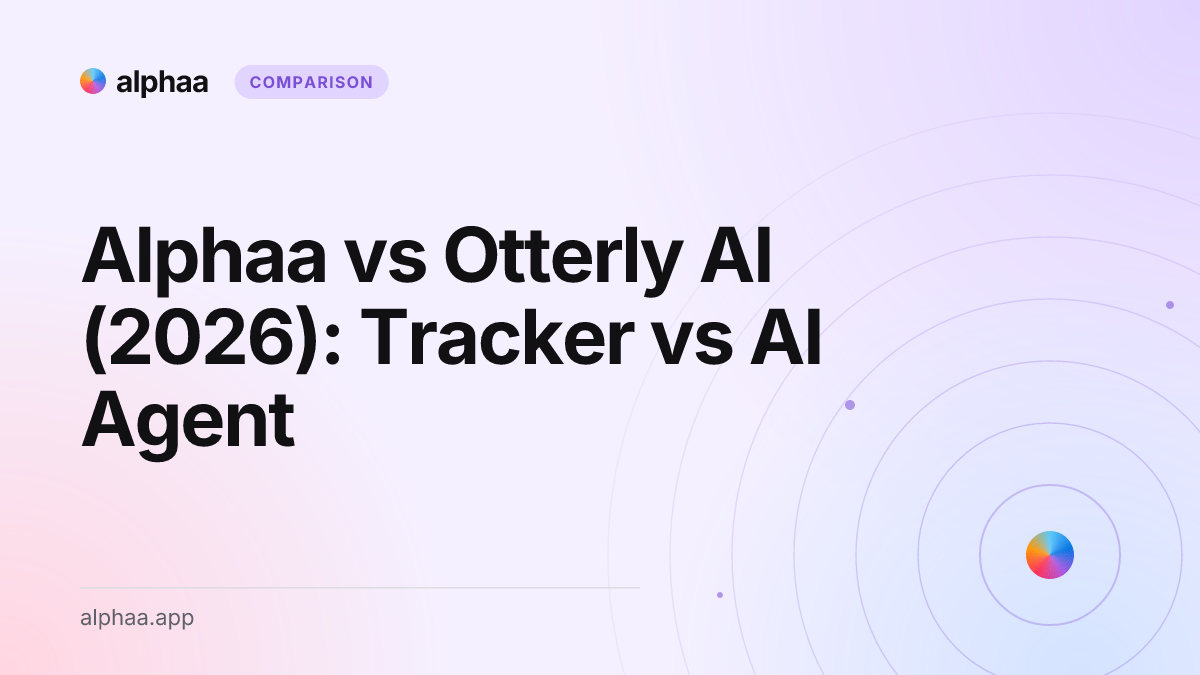 alphaa
COMPARISON
Alphaa vs Otterly AI
(2026): Tracker vs AI
Agent
alphaa.app